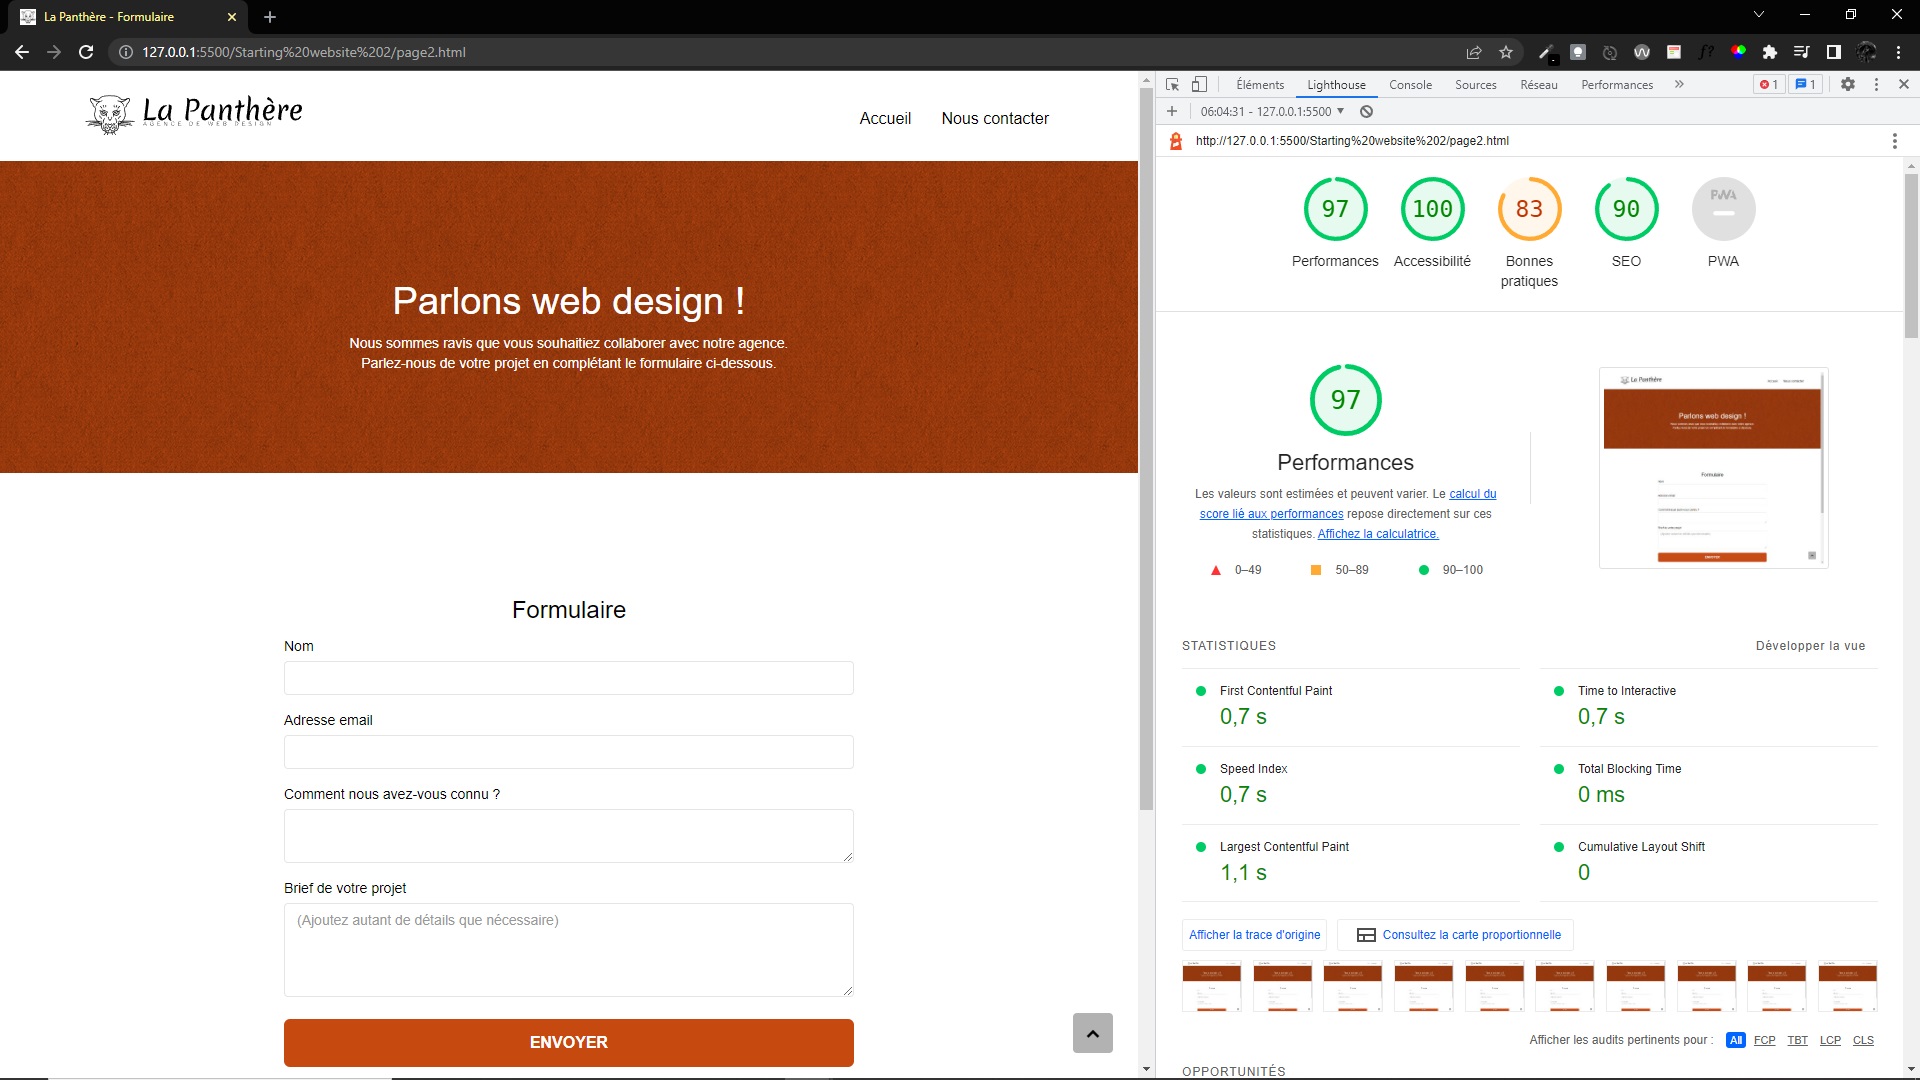 La Panthère - Formulaire
127.0.0.1:5500/Starting%20website%202/page2.html
La Panthère
AGENCE DE WEB DESIGN
Accueil
Nous contacter
Parlons web design !
Nous sommes ravis que vous souhaitiez collaborer avec notre agence.
Parlez-nous de votre projet en complétant le formulaire ci-dessous.
Formulaire
Nom
Adresse email
Comment nous avez-vous connu ?
Brief de votre projet
(Ajoutez autant de détails que nécessaire)
ENVOYER
Éléments
Lighthouse
Console
Sources
Réseau
Performances
1
1
06:04:31 - 127.0.0.1:5500
http://127.0.0.1:5500/Starting%20website%202/page2.html
97
Performances
100
Accessibilité
83
Bonnes
pratiques
90
SEO
PWA
PWA
97
Performances
Les valeurs sont estimées et peuvent varier. Le calcul du
score lié aux performances repose directement sur ces
statistiques. Affichez la calculatrice.
0–49
50–89
90–100
La Panthère
Parlons web design !
Formulaire
STATISTIQUES
Développer la vue
First Contentful Paint
0,7 s
Time to Interactive
0,7 s
Speed Index
0,7 s
Total Blocking Time
0 ms
Largest Contentful Paint
1,1 s
Cumulative Layout Shift
0
Afficher la trace d'origine
Consultez la carte proportionnelle
Afficher les audits pertinents pour :
All
FCP
TBT
LCP
CLS
OPPORTUNITÉS